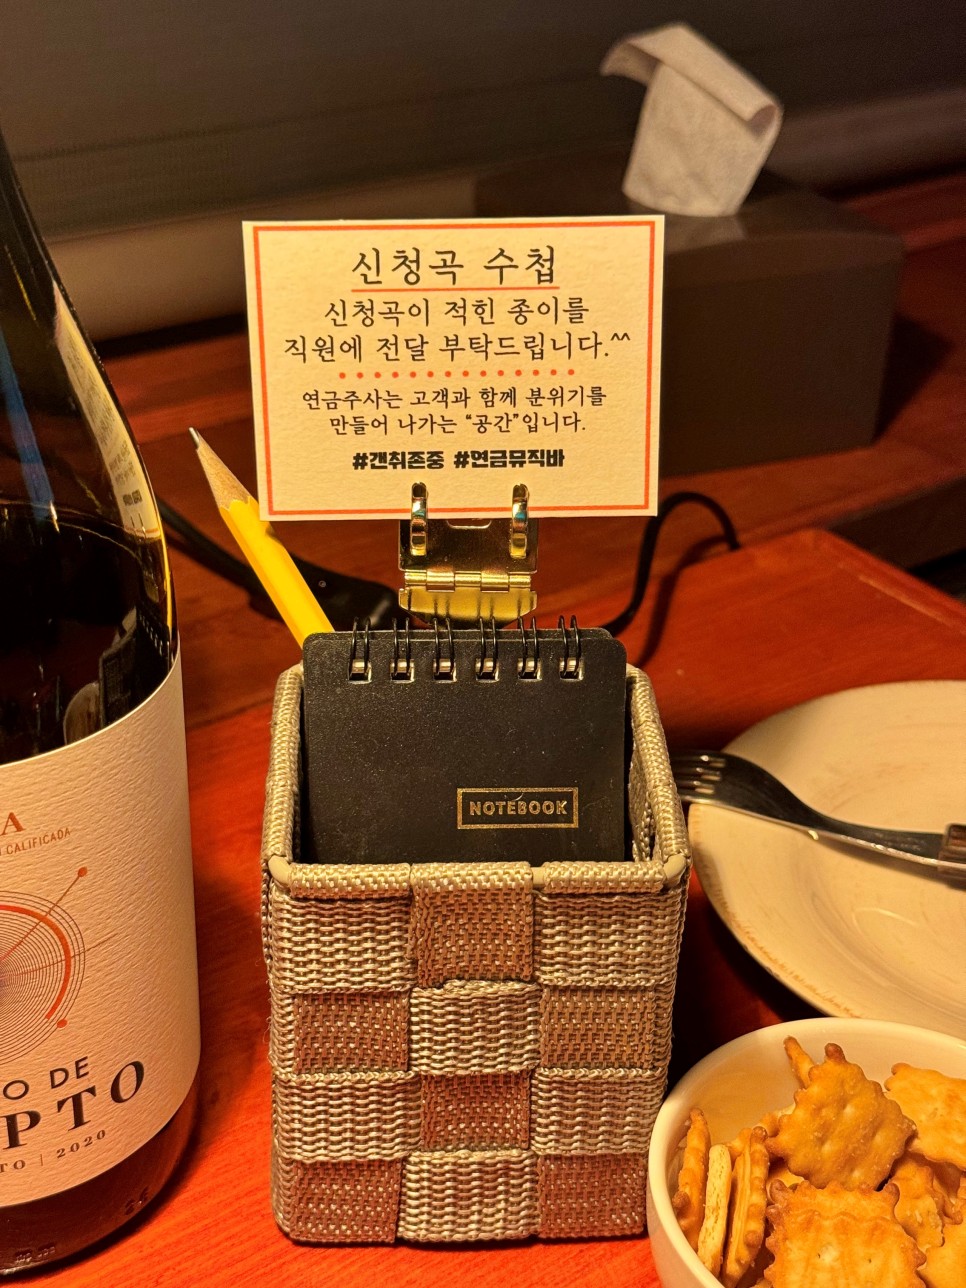 신청곡 수첩
신청곡이 적힌 종이를
직원에 전달 부탁드립니다.^^
연금주사는 고객과 함께 분위기를
만들어 나가는 “공간”입니다.
#갠취존중 #연금뮤직바
NOTEBOOK
A
CALIFICADA
O DE
PTO
TO | 2020